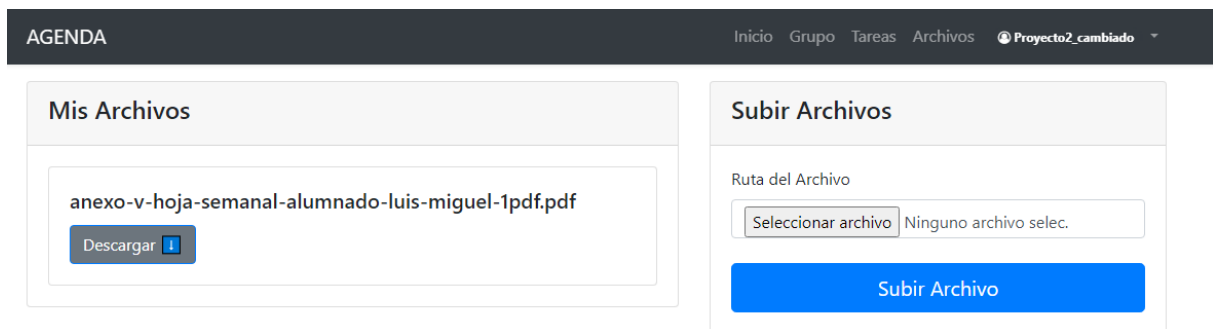 AGENDA
Inicio Grupo Tareas Archivos Proyecto2_cambiado
Mis Archivos
anexo-v-hoja-semanal-alumnado-luis-miguel-1pdf.pdf
Descargar
Subir Archivos
Ruta del Archivo
Seleccionar archivo Ninguno archivo selec.
Subir Archivo